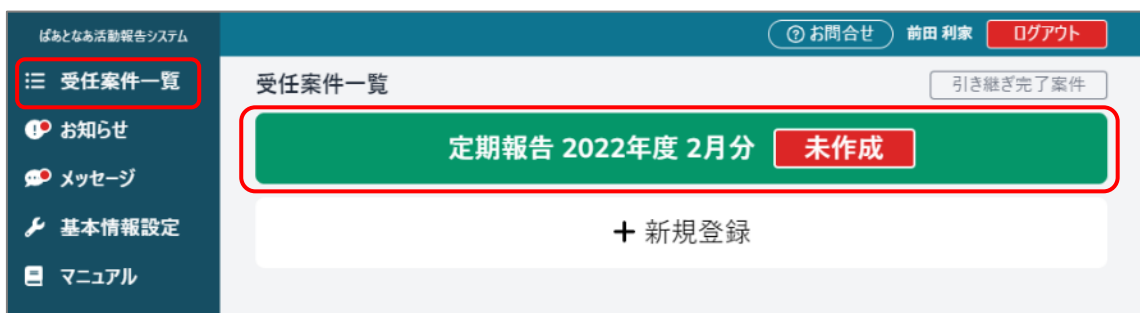 ぱあとなあ活動報告システム
お問合せ 前田 利家 ログアウト
受任案件一覧
お知らせ
メッセージ
基本情報設定
マニュアル
受任案件一覧
引き継ぎ完了案件
定期報告 2022年度 2月分 未作成
+ 新規登録